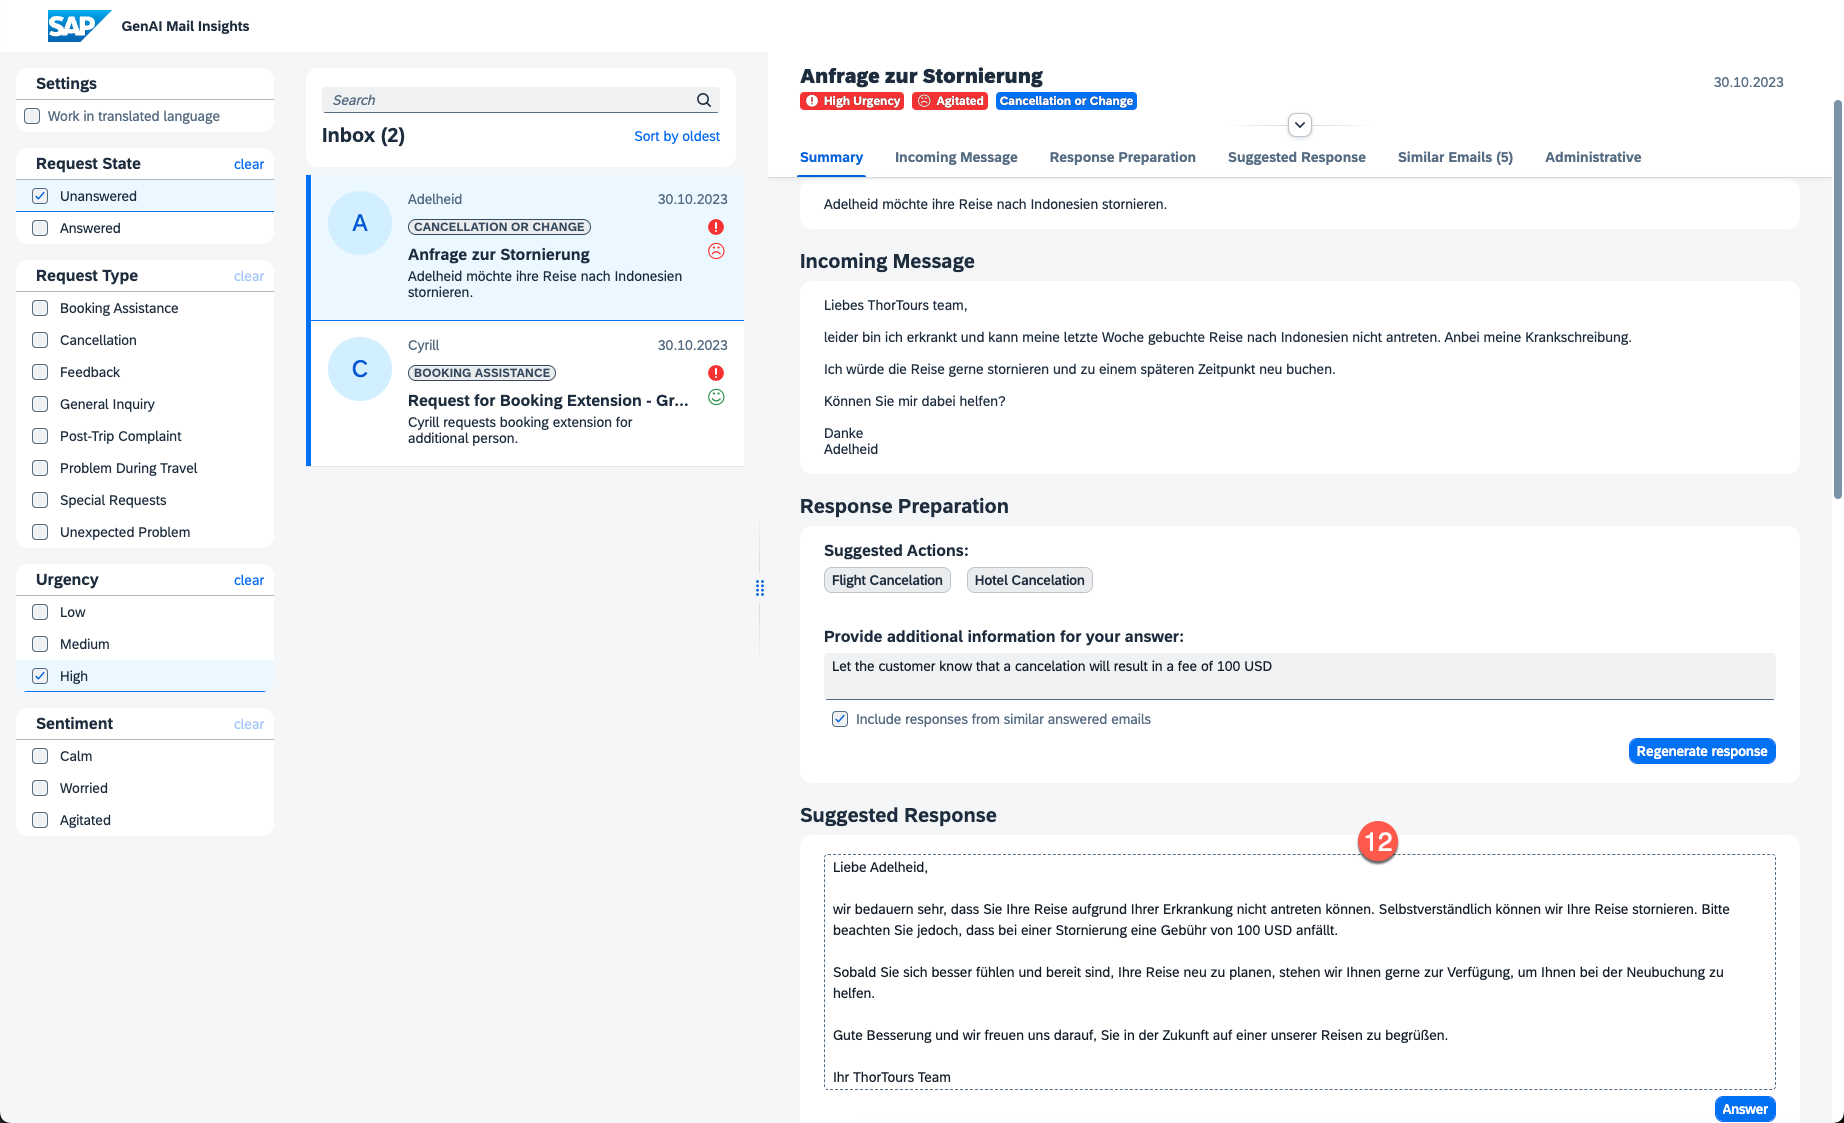 SAP GenAI Mail Insights
Settings
Work in translated language
Request State clear
Unanswered
Answered
Request Type clear
Booking Assistance
Cancellation
Feedback
General Inquiry
Post-Trip Complaint
Problem During Travel
Special Requests
Unexpected Problem
Urgency clear
Low
Medium
High
Sentiment clear
Calm
Worried
Agitated
Search
Inbox (2) Sort by oldest
A
Adelheid 30.10.2023
CANCELLATION OR CHANGE
Anfrage zur Stornierung
Adelheid möchte ihre Reise nach Indonesien
stornieren.
C
Cyrill 30.10.2023
BOOKING ASSISTANCE
Request for Booking Extension - Gr...
Cyrill requests booking extension for
additional person.
Anfrage zur Stornierung 30.10.2023
High Urgency Agitated Cancellation or Change
Summary Incoming Message Response Preparation Suggested Response Similar Emails (5) Administrative
Adelheid möchte ihre Reise nach Indonesien stornieren.
Incoming Message
Liebes ThorTours team,
leider bin ich erkrankt und kann meine letzte Woche gebuchte Reise nach Indonesien nicht antreten. Anbei meine Krankschreibung.
Ich würde die Reise gerne stornieren und zu einem späteren Zeitpunkt neu buchen.
Können Sie mir dabei helfen?
Danke
Adelheid
Response Preparation
Suggested Actions:
Flight Cancelation Hotel Cancelation
Provide additional information for your answer:
Let the customer know that a cancelation will result in a fee of 100 USD
Include responses from similar answered emails
Regenerate response
Suggested Response
12
Liebe Adelheid,
wir bedauern sehr, dass Sie Ihre Reise aufgrund Ihrer Erkrankung nicht antreten können. Selbstverständlich können wir Ihre Reise stornieren. Bitte
beachten Sie jedoch, dass bei einer Stornierung eine Gebühr von 100 USD anfällt.
Sobald Sie sich besser fühlen und bereit sind, Ihre Reise neu zu planen, stehen wir Ihnen gerne zur Verfügung, um Ihnen bei der Neubuchung zu
helfen.
Gute Besserung und wir freuen uns darauf, Sie in der Zukunft auf einer unserer Reisen zu begrüßen.
Ihr ThorTours Team
Answer